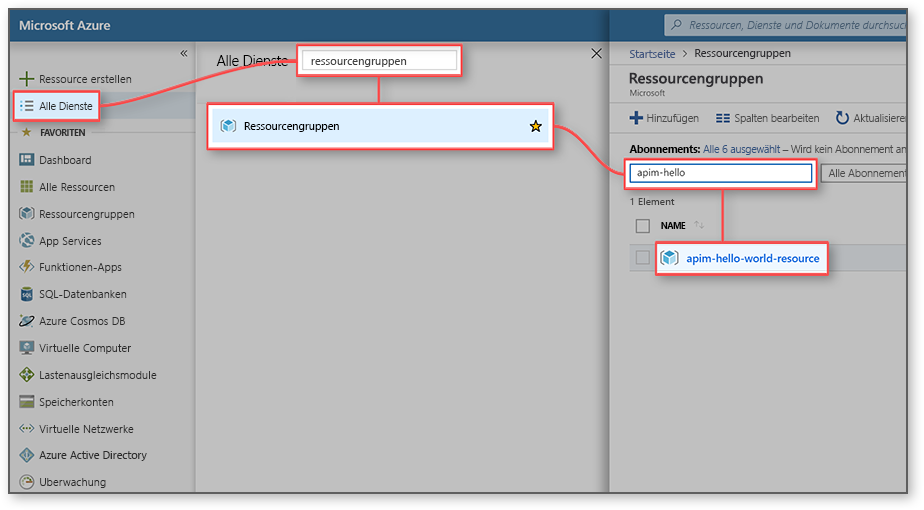 Microsoft Azure
Ressourcen, Dienste und Dokumente durchsuc
«
Ressource erstellen
Alle Dienste
FAVORITEN
Dashboard
Alle Ressourcen
Ressourcengruppen
App Services
Funktionen-Apps
SQL-Datenbanken
Azure Cosmos DB
Virtuelle Computer
Lastenausgleichsmodule
Speicherkonten
Virtuelle Netzwerke
Azure Active Directory
Uberwachung
Alle Dienste
ressourcengruppen
Ressourcengruppen
Startseite > Ressourcengruppen
Ressourcengruppen
Microsoft
Hinzufügen Spalten bearbeiten Aktualisieren
Abonnements: Alle 6 ausgewählt – Wird kein Abonnement an
apim-hello Alle Abonnement
1 Element
NAME ↑↓
apim-hello-world-resource